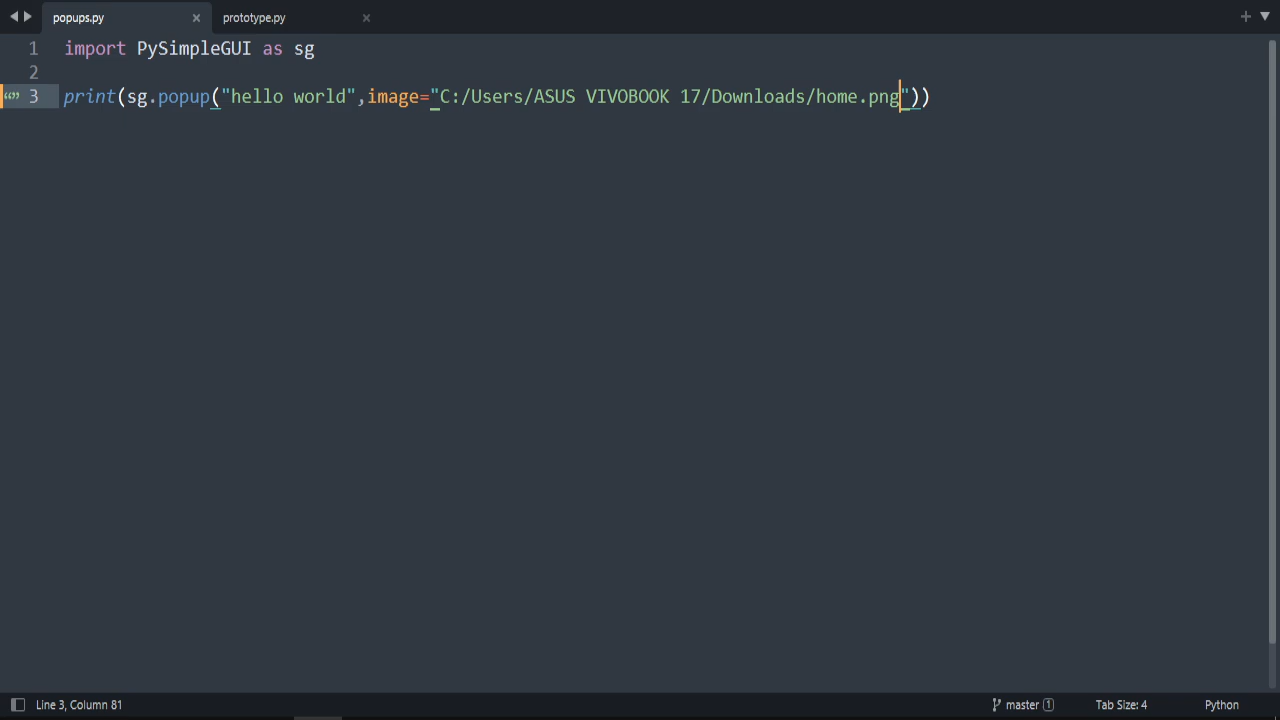 popups.py × prototype.py ×
1 import PySimpleGUI as sg
2
3 print(sg.popup("hello world",image="C:/Users/ASUS VIVOBOOK 17/Downloads/home.png"))
Line 3, Column 81 master 1 Tab Size: 4 Python